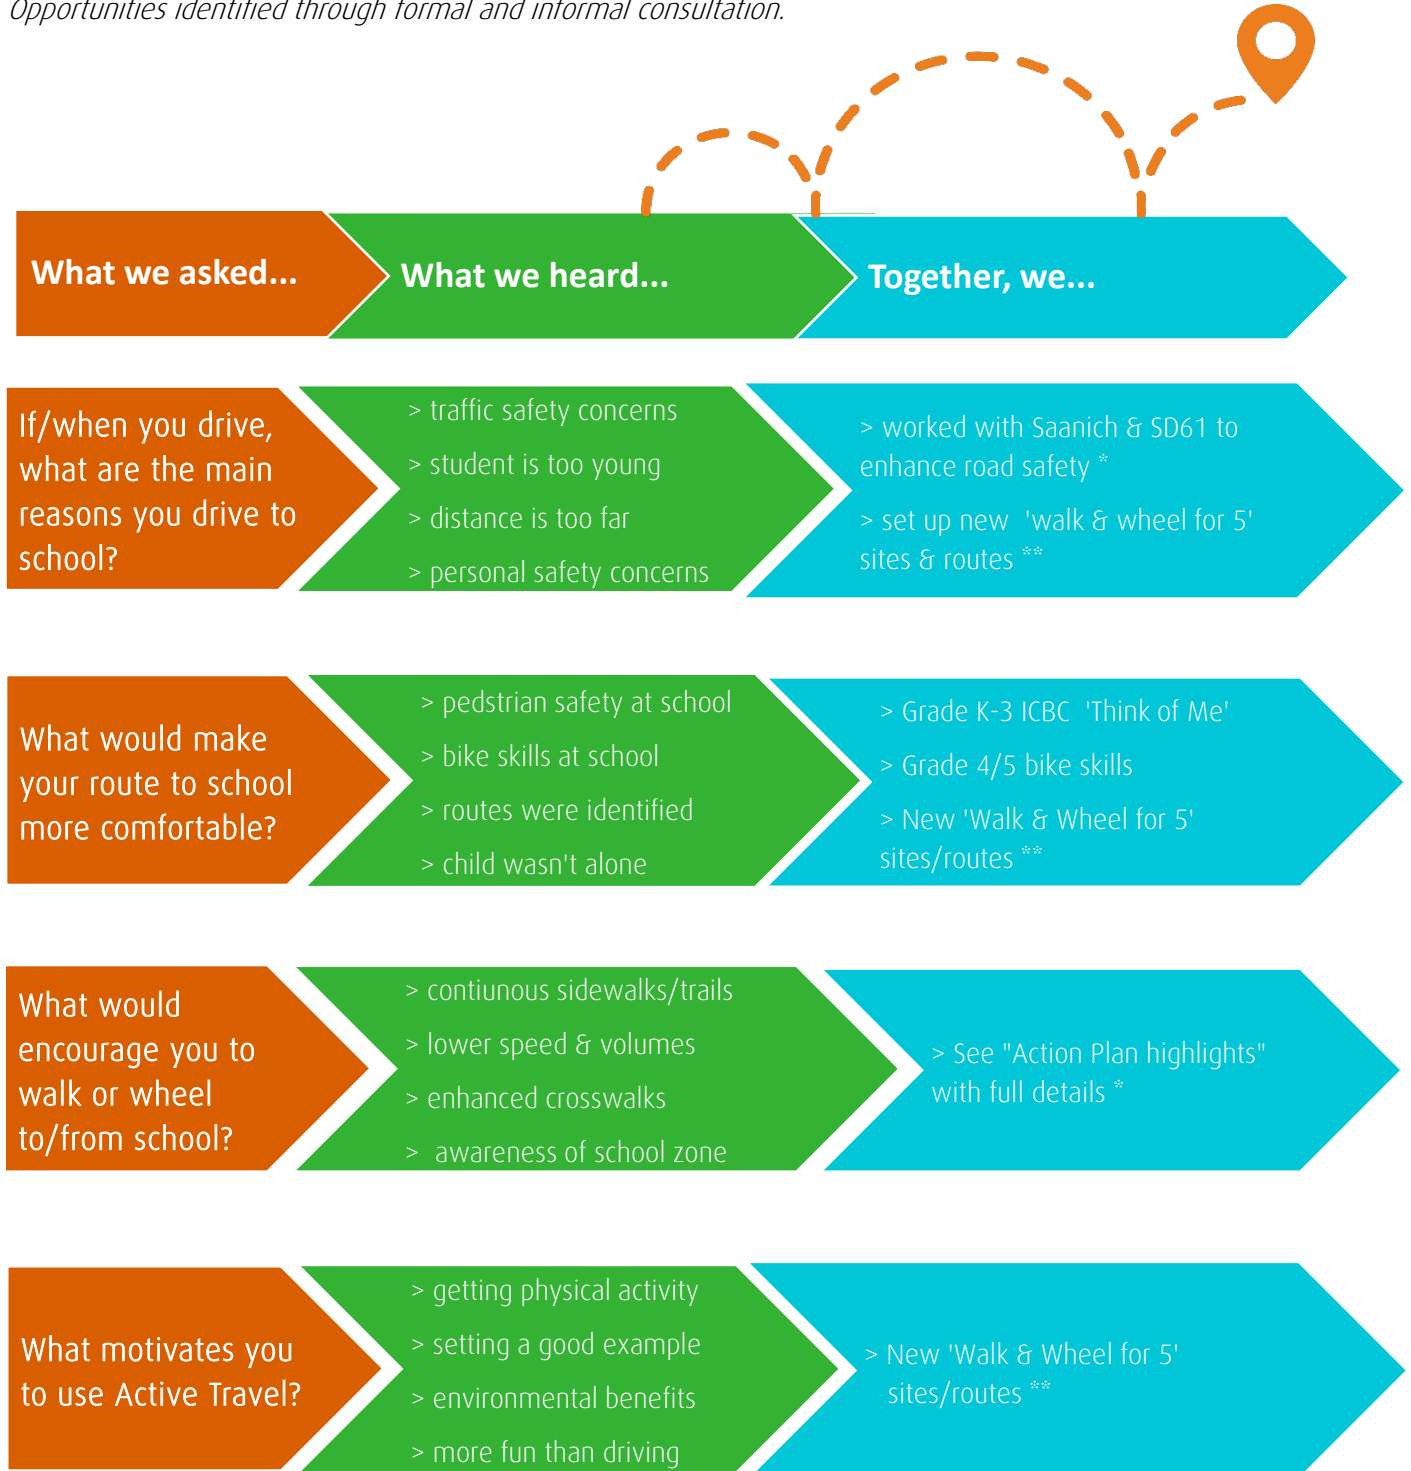 Opportunities identified through formal and informal consultation.
What we asked...
What we heard...
Together, we...
If/when you drive,
what are the main
reasons you drive to
school?
> traffic safety concerns
> student is too young
> distance is too far
> personal safety concerns
> worked with Saanich & SD61 to
enhance road safety *
> set up new 'walk & wheel for 5'
sites & routes **
What would make
your route to school
more comfortable?
> pedstrian safety at school
> bike skills at school
> routes were identified
> child wasn't alone
> Grade K-3 ICBC 'Think of Me'
> Grade 4/5 bike skills
> New 'Walk & Wheel for 5'
sites/routes **
What would
encourage you to
walk or wheel
to/from school?
> contiunous sidewalks/trails
> lower speed & volumes
> enhanced crosswalks
> awareness of school zone
> See "Action Plan highlights"
with full details *
What motivates you
to use Active Travel?
> getting physical activity
> setting a good example
> environmental benefits
> more fun than driving
> New 'Walk & Wheel for 5'
sites/routes **